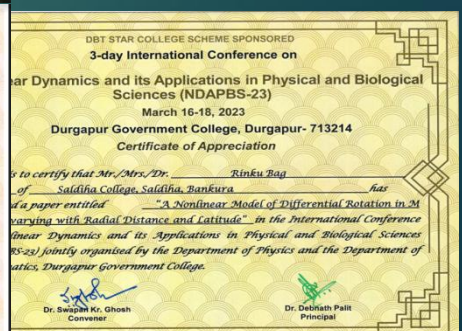 DBT STAR COLLEGE SCHEME SPONSORED
3-day International Conference on
ear Dynamics and its Applications in Physical and Biological
Sciences (NDAPBS-23)
March 16-18, 2023
Durgapur Government College, Durgapur- 713214
Certificate of Appreciation
is to certify that Mr./Mrs./Dr. Rinku Bag
of Saldiha College, Saldiha, Bankura has
d a paper entitled "A Nonlinear Model of Differential Rotation in M
varying with Radial Distance and Latitude" in the International Conference
linear Dynamics and its Applications in Physical and Biological Sciences
BS-23) jointly organised by the Department of Physics and the Department of
atics, Durgapur Government College.
Dr. Swapan Kr. Ghosh
Convener
Dr. Debnath Palit
Principal